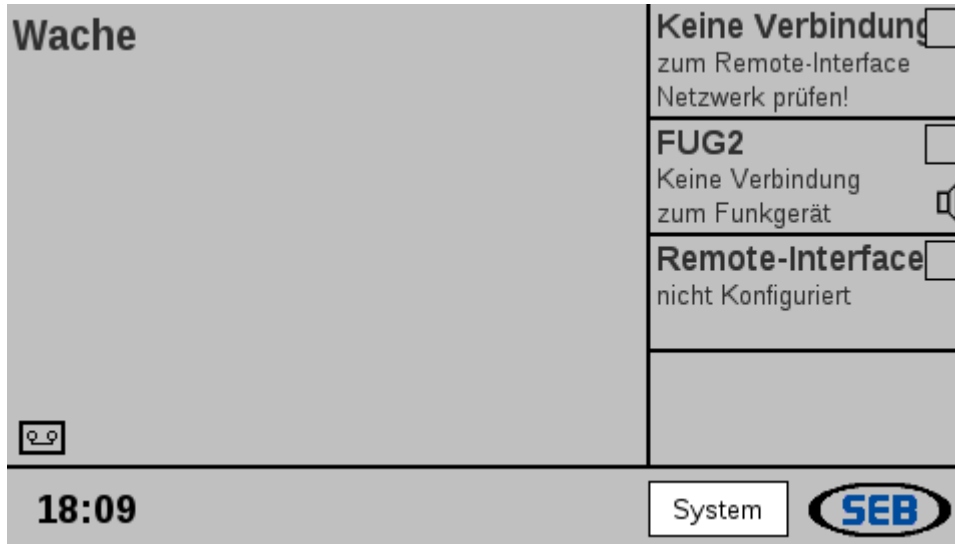 Wache
Keine Verbindung
zum Remote-Interface
Netzwerk prüfen!
FUG2
Keine Verbindung
zum Funkgerät
Remote-Interface
nicht Konfiguriert
18:09
System
SEB